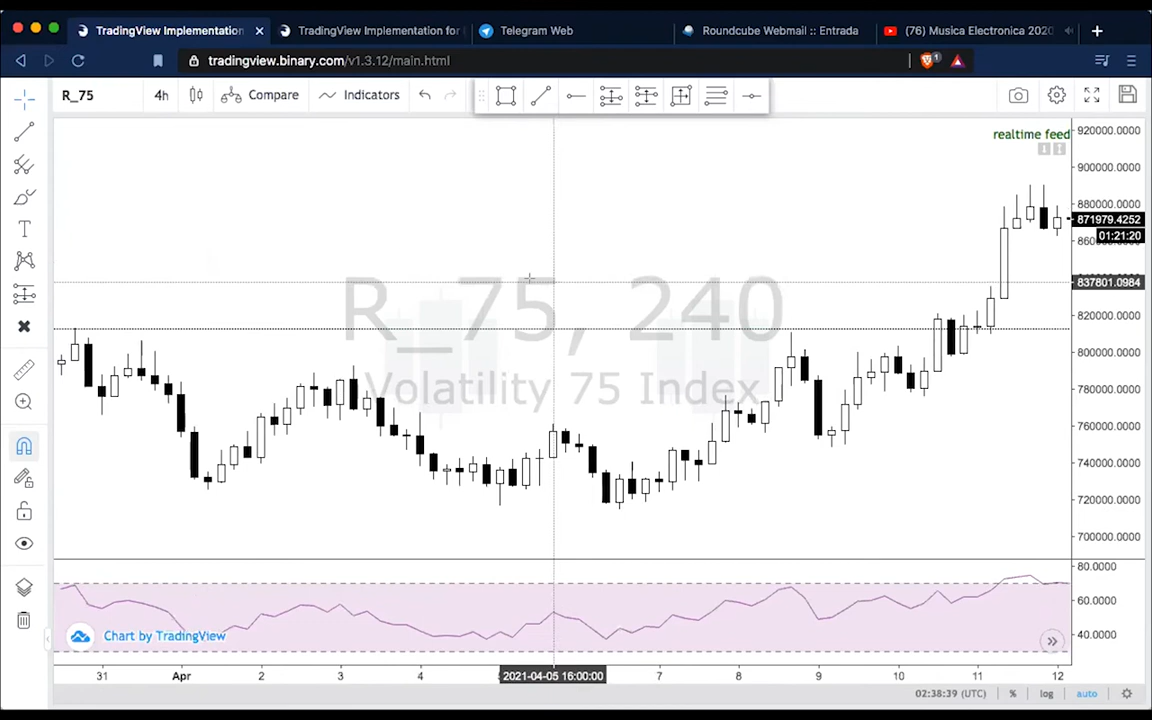 TradingView Implementation
TradingView Implementation for
Telegram Web
Roundcube Webmail :: Entrada
(76) Musica Electronica 2020
tradingview.binary.com/v1.3.12/main.html
1
R_75
4h
Compare
Indicators
realtime feed
920000.0000
900000.0000
880000.0000
871979.4252
01:21:20
837801.0984
820000.0000
800000.0000
780000.0000
760000.0000
740000.0000
720000.0000
700000.0000
R_75, 240
Volatility 75 Index
80.0000
60.0000
40.0000
Chart by TradingView
31 Apr 2 3 4 2021-04-05 16:00:00 7 8 9 10 11 12
02:38:39 (UTC) % log auto